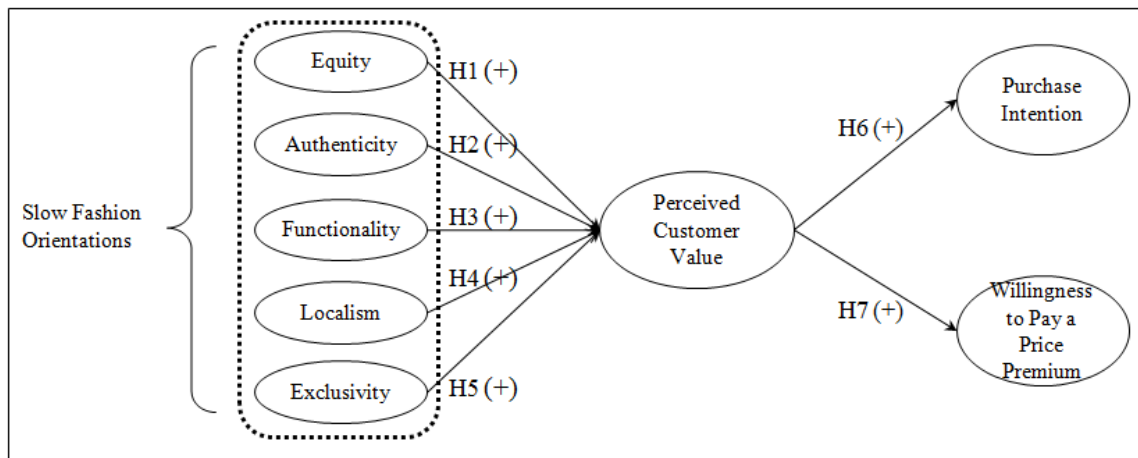 Slow Fashion
Orientations
Equity
Authenticity
Functionality
Localism
Exclusivity
H1 (+)
H2 (+)
H3 (+)
H4 (+)
H5 (+)
Perceived
Customer
Value
H6 (+)
H7 (+)
Purchase
Intention
Willingness
to Pay a
Price
Premium